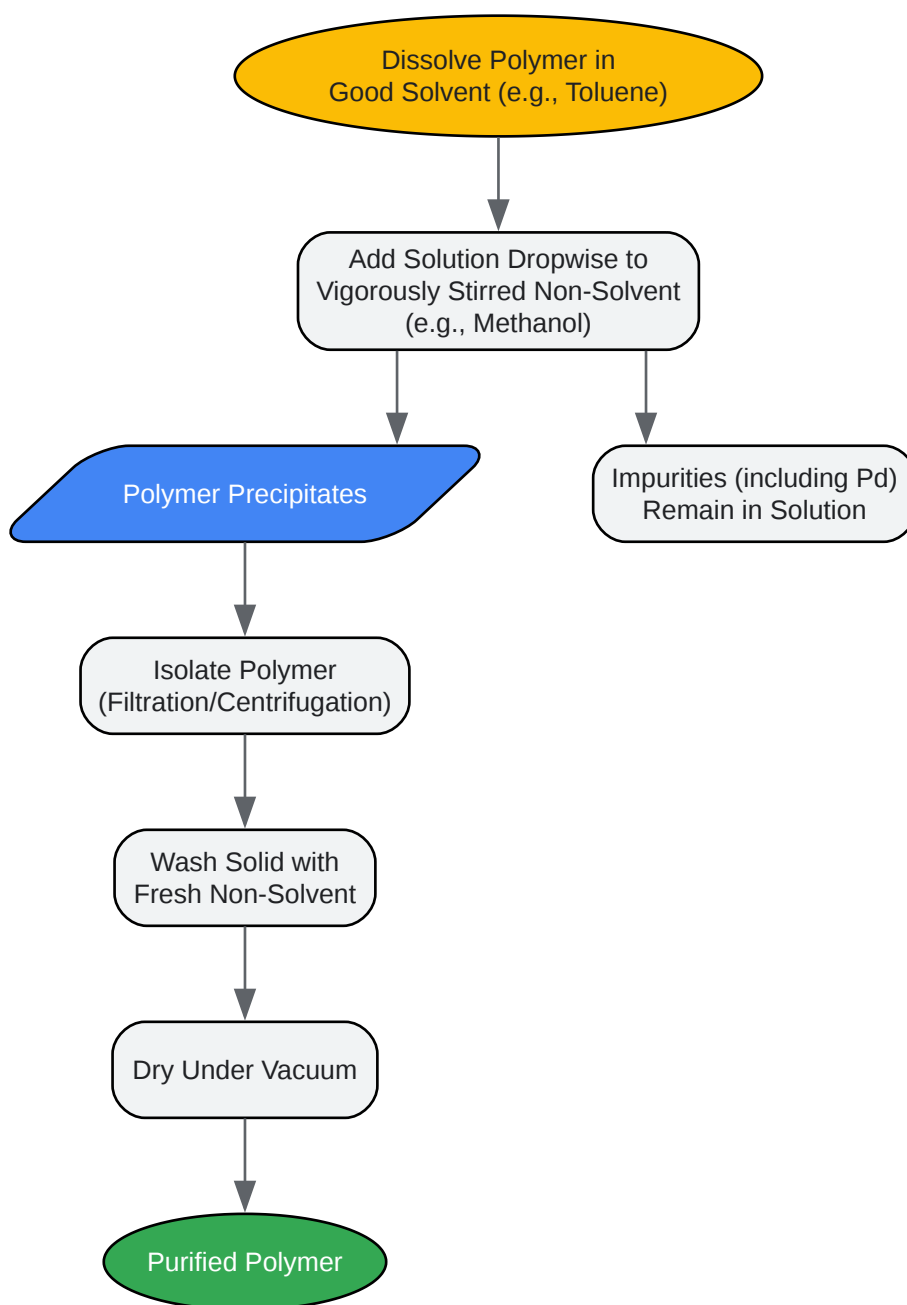 Dissolve Polymer in
Good Solvent (e.g., Toluene)
Add Solution Dropwise to
Vigorously Stirred Non-Solvent
(e.g., Methanol)
Polymer Precipitates
Impurities (including Pd)
Remain in Solution
Isolate Polymer
(Filtration/Centrifugation)
Wash Solid with
Fresh Non-Solvent
Dry Under Vacuum
Purified Polymer